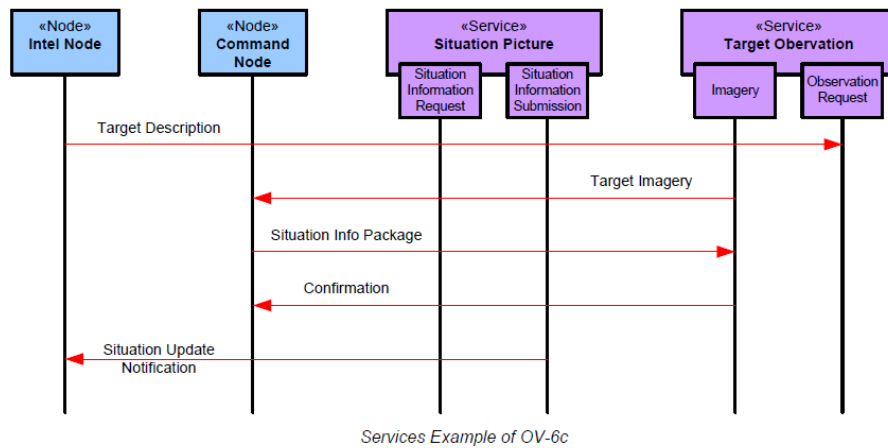 «Node»
Intel Node
«Node»
Command
Node
«Service»
Situation Picture
Situation
Information
Request
Situation
Information
Submission
«Service»
Target Obervation
Imagery
Observation
Request
Target Description
Target Imagery
Situation Info Package
Confirmation
Situation Update
Notification
Services Example of OV-6c